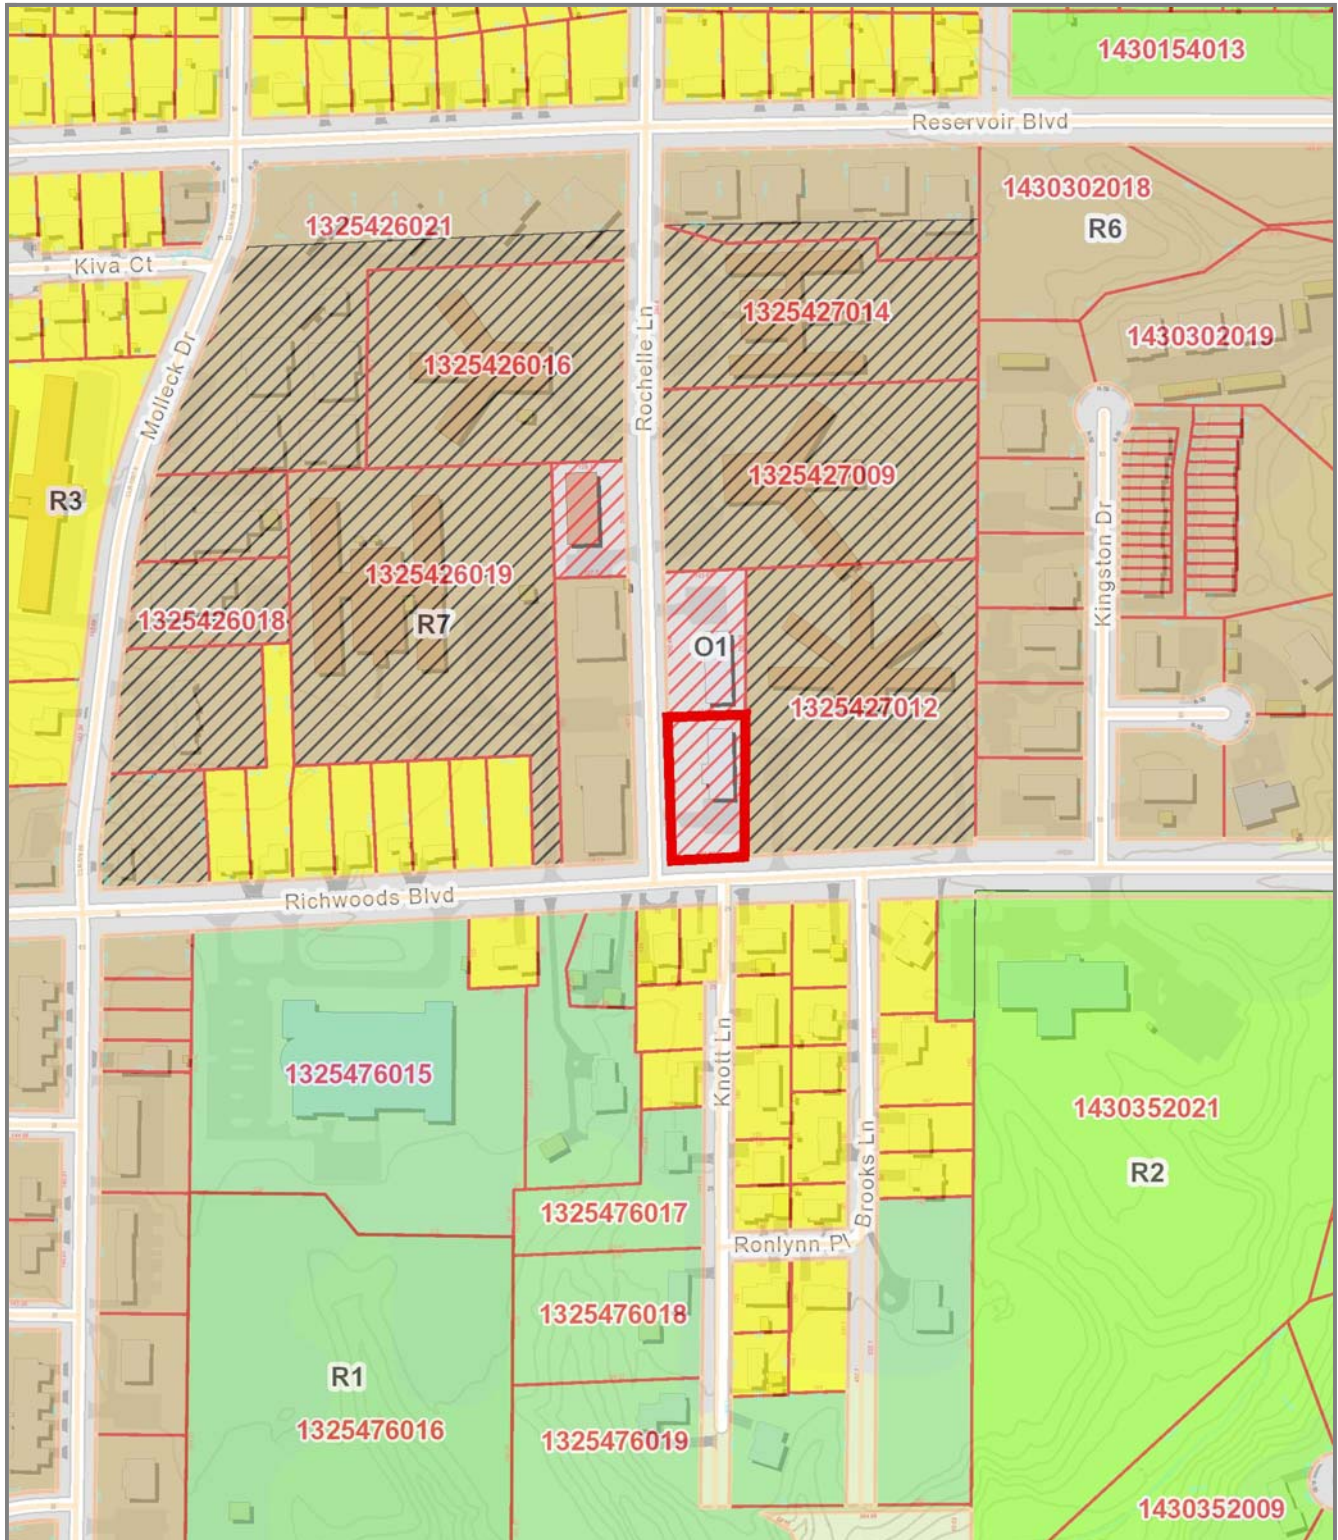 1430154013
Reservoir Blvd
1430302018
1325426021
R6
Kiva Ct
1325427014
Rochelle Ln
1430302019
Molleck Dr
1325426016
1325427009
R3
Kingston Dr
1325426019
1325426018
R7
O1
1325427012
Richwoods Blvd
Knott Ln
1325476015
1430352021
Brooks Ln
R2
1325476017
Ronlynn Pl
1325476018
R1
1325476016
1325476019
1430352009